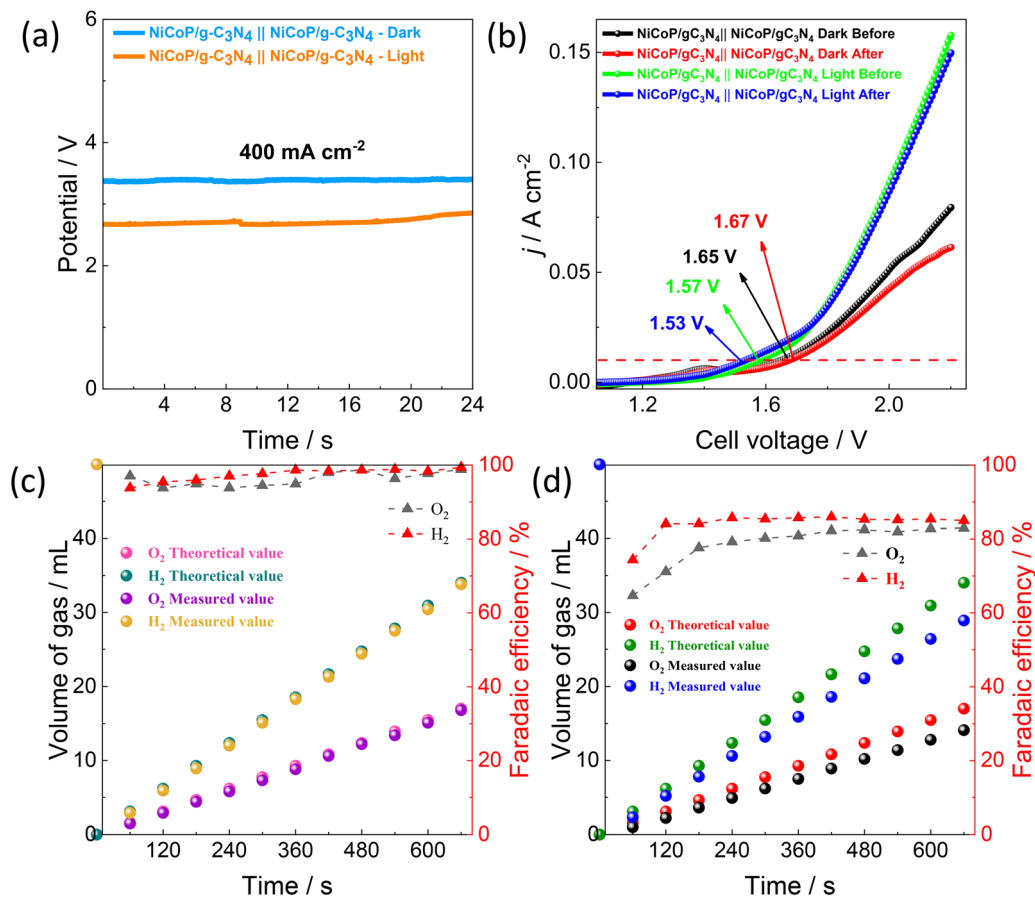 (a)
NiCoP/g-C3N4 || NiCoP/g-C3N4 - Dark
NiCoP/g-C3N4 || NiCoP/g-C3N4 - Light
400 mA cm-2
Potential / V
6
4
2
0
4 8 12 16 20 24
Time / s
(b)
NiCoP/gC3N4|| NiCoP/gC3N4 Dark Before
NiCoP/gC3N4|| NiCoP/gC3N4 Dark After
NiCoP/gC3N4 || NiCoP/gC3N4 Light Before
NiCoP/gC3N4 || NiCoP/gC3N4 Light After
1.67 V
1.65 V
1.57 V
1.53 V
j / A cm-2
0.15
0.10
0.05
0.00
1.2 1.6 2.0
Cell voltage / V
(c)
O2
H2
O2 Theoretical value
H2 Theoretical value
O2 Measured value
H2 Measured value
Volume of gas / mL
40
30
20
10
0
Faradaic efficiency / %
100
80
60
40
20
0
120 240 360 480 600
Time / s
(d)
O2
H2
O2 Theoretical value
H2 Theoretical value
O2 Measured value
H2 Measured value
Volume of gas / mL
40
30
20
10
0
Faradaic efficiency / %
100
80
60
40
20
0
120 240 360 480 600
Time / s